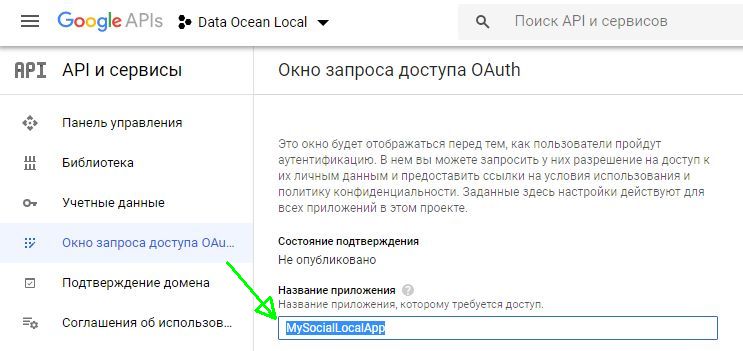 Google APIs
Data Ocean Local
Поиск API и сервисов
API
API и сервисы
Окно запроса доступа OAuth
Панель управления
Библиотека
Учетные данные
Окно запроса доступа OAu...
Подтверждение домена
Соглашения об использов...
Это окно будет отображаться перед тем, как пользователи пройдут
аутентификацию. В нем вы можете запросить у них разрешение на доступ к
их личным данным и предоставить ссылки на условия использования и
политику конфиденциальности. Заданные здесь настройки действуют для
всех приложений в этом проекте.
Состояние подтверждения
Не опубликовано
Название приложения
Название приложения, которому требуется доступ.
MySocialLocalApp